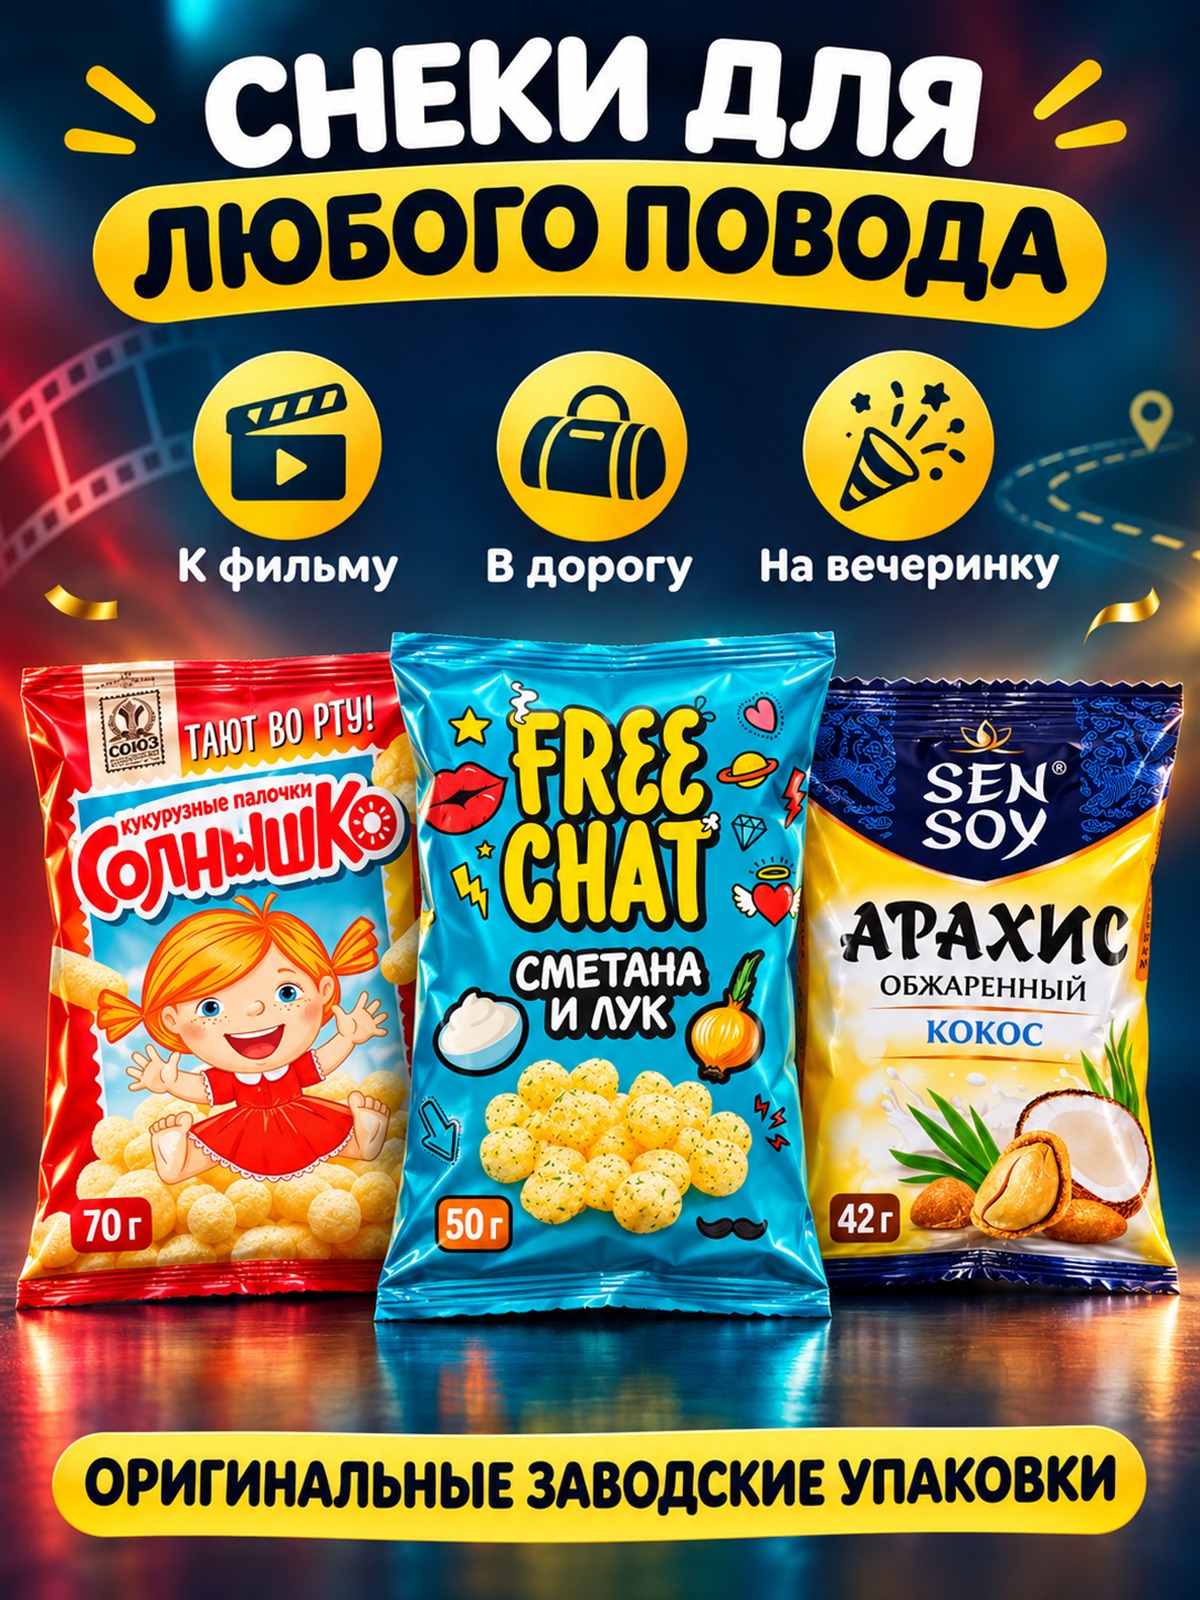 СНЕКИ ДЛЯ
ЛЮБОГО ПОВОДА
К фильму
В дорогу
На вечеринку
СОЮЗ
ТАЮТ ВО РТУ!
КУКУРУЗНЫЕ ПАЛОЧКИ
СОЛНЫШКО
70 г
FREE
CHAT
СМЕТАНА
И ЛУК
50 г
SEN
SOY®
АРАХИС
ОБЖАРЕННЫЙ
КОКОС
42 г
ОРИГИНАЛЬНЫЕ ЗАВОДСКИЕ УПАКОВКИ